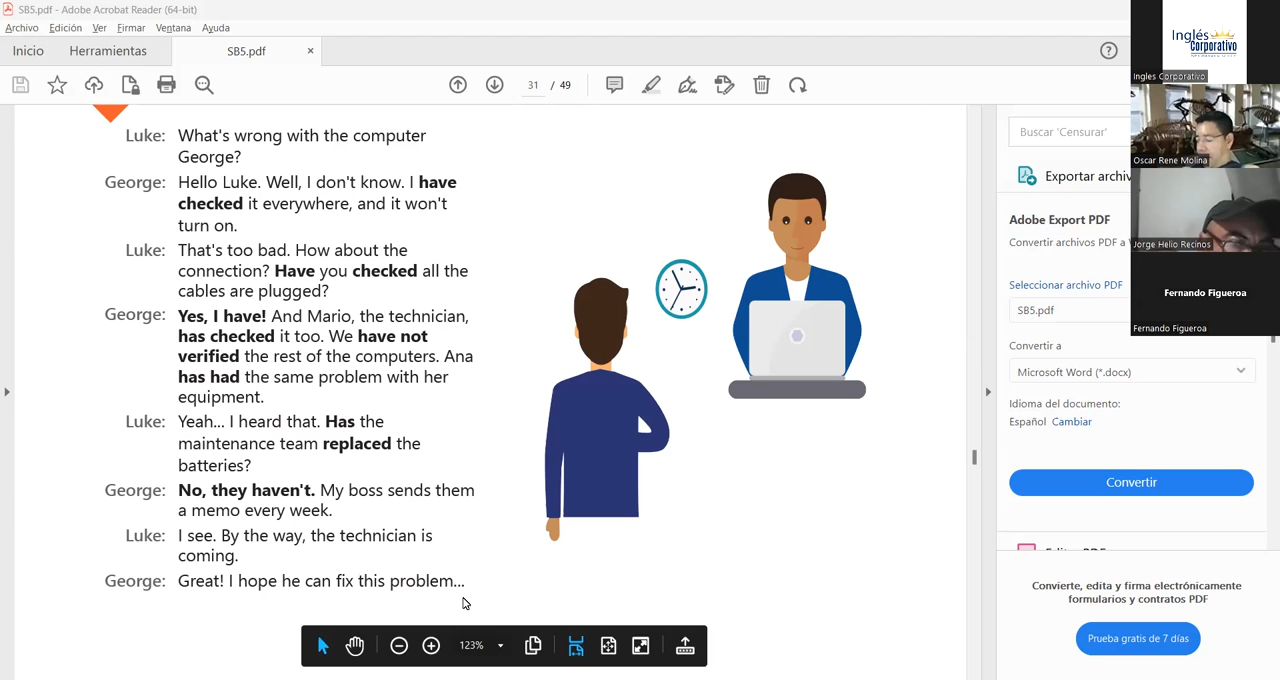 SB5.pdf - Adobe Acrobat Reader (64-bit)
Archivo Edición Ver Firmar Ventana Ayuda
Inicio Herramientas SB5.pdf ×
31 / 49
Luke: What's wrong with the computer
George?
George: Hello Luke. Well, I don't know. I have
checked it everywhere, and it won't
turn on.
Luke: That's too bad. How about the
connection? Have you checked all the
cables are plugged?
George: Yes, I have! And Mario, the technician,
has checked it too. We have not
verified the rest of the computers. Ana
has had the same problem with her
equipment.
Luke: Yeah... I heard that. Has the
maintenance team replaced the
batteries?
George: No, they haven't. My boss sends them
a memo every week.
Luke: I see. By the way, the technician is
coming.
George: Great! I hope he can fix this problem...
123%
Buscar 'Censurar'
Exportar archiv
Adobe Export PDF
Convertir archivos PDF a
Seleccionar archivo PDF
SB5.pdf
Convertir a
Microsoft Word (*.docx)
Idioma del documento:
Español Cambiar
Convertir
Convierte, edita y firma electrónicamente
formularios y contratos PDF
Prueba gratis de 7 días
Inglés
Corporativo
Ingles Corporativo
Oscar Rene Molina
Jorge Helio Recinos
Fernando Figueroa
Fernando Figueroa